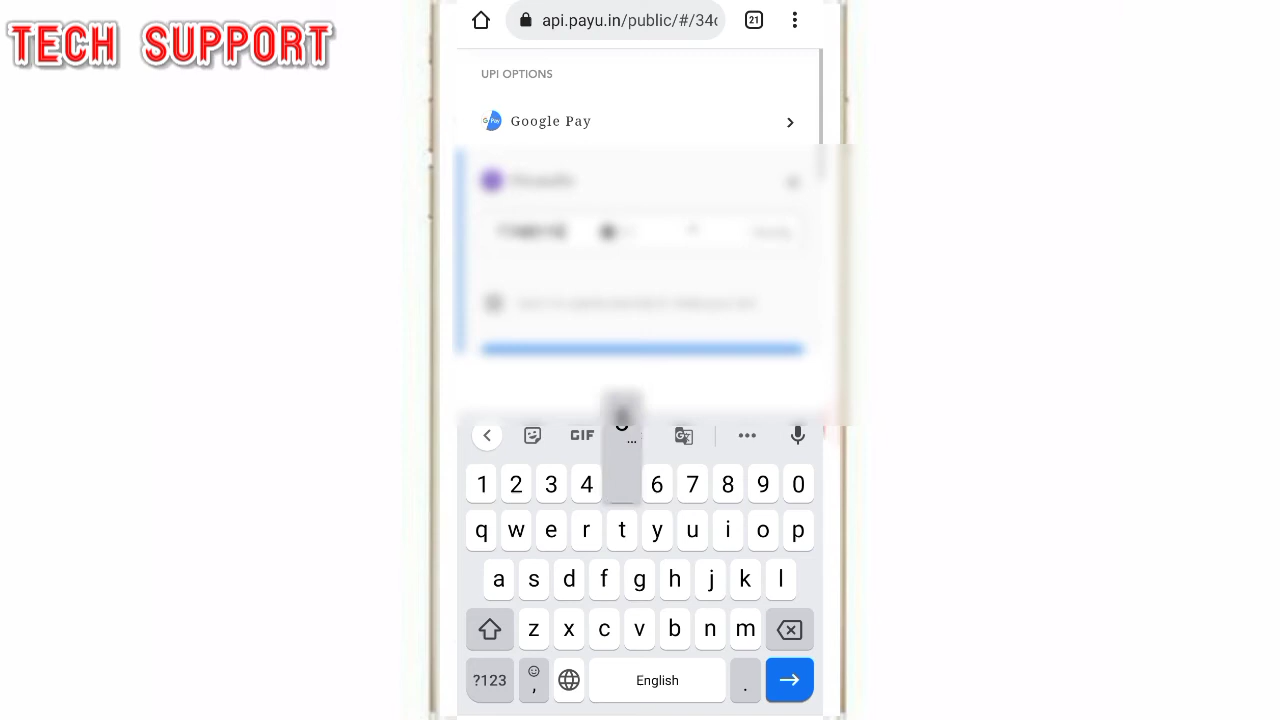 TECH SUPPORT
api.payu.in/public/#/34
21
UPI OPTIONS
G Pay Google Pay
GIF ...
1 2 3 4 6 7 8 9 0
q w e r t y u i o p
a s d f g h j k l
z x c v b n m
?123 , English .